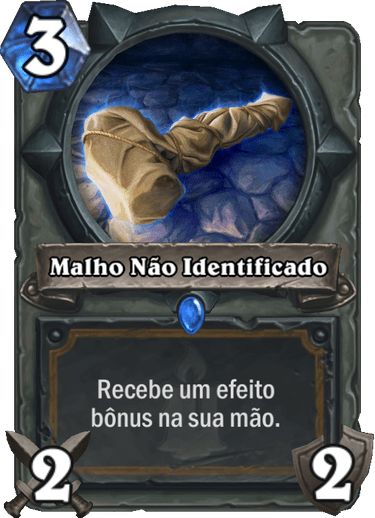 3
Malho Não Identificado
Recebe um efeito
bônus na sua mão.
2
2